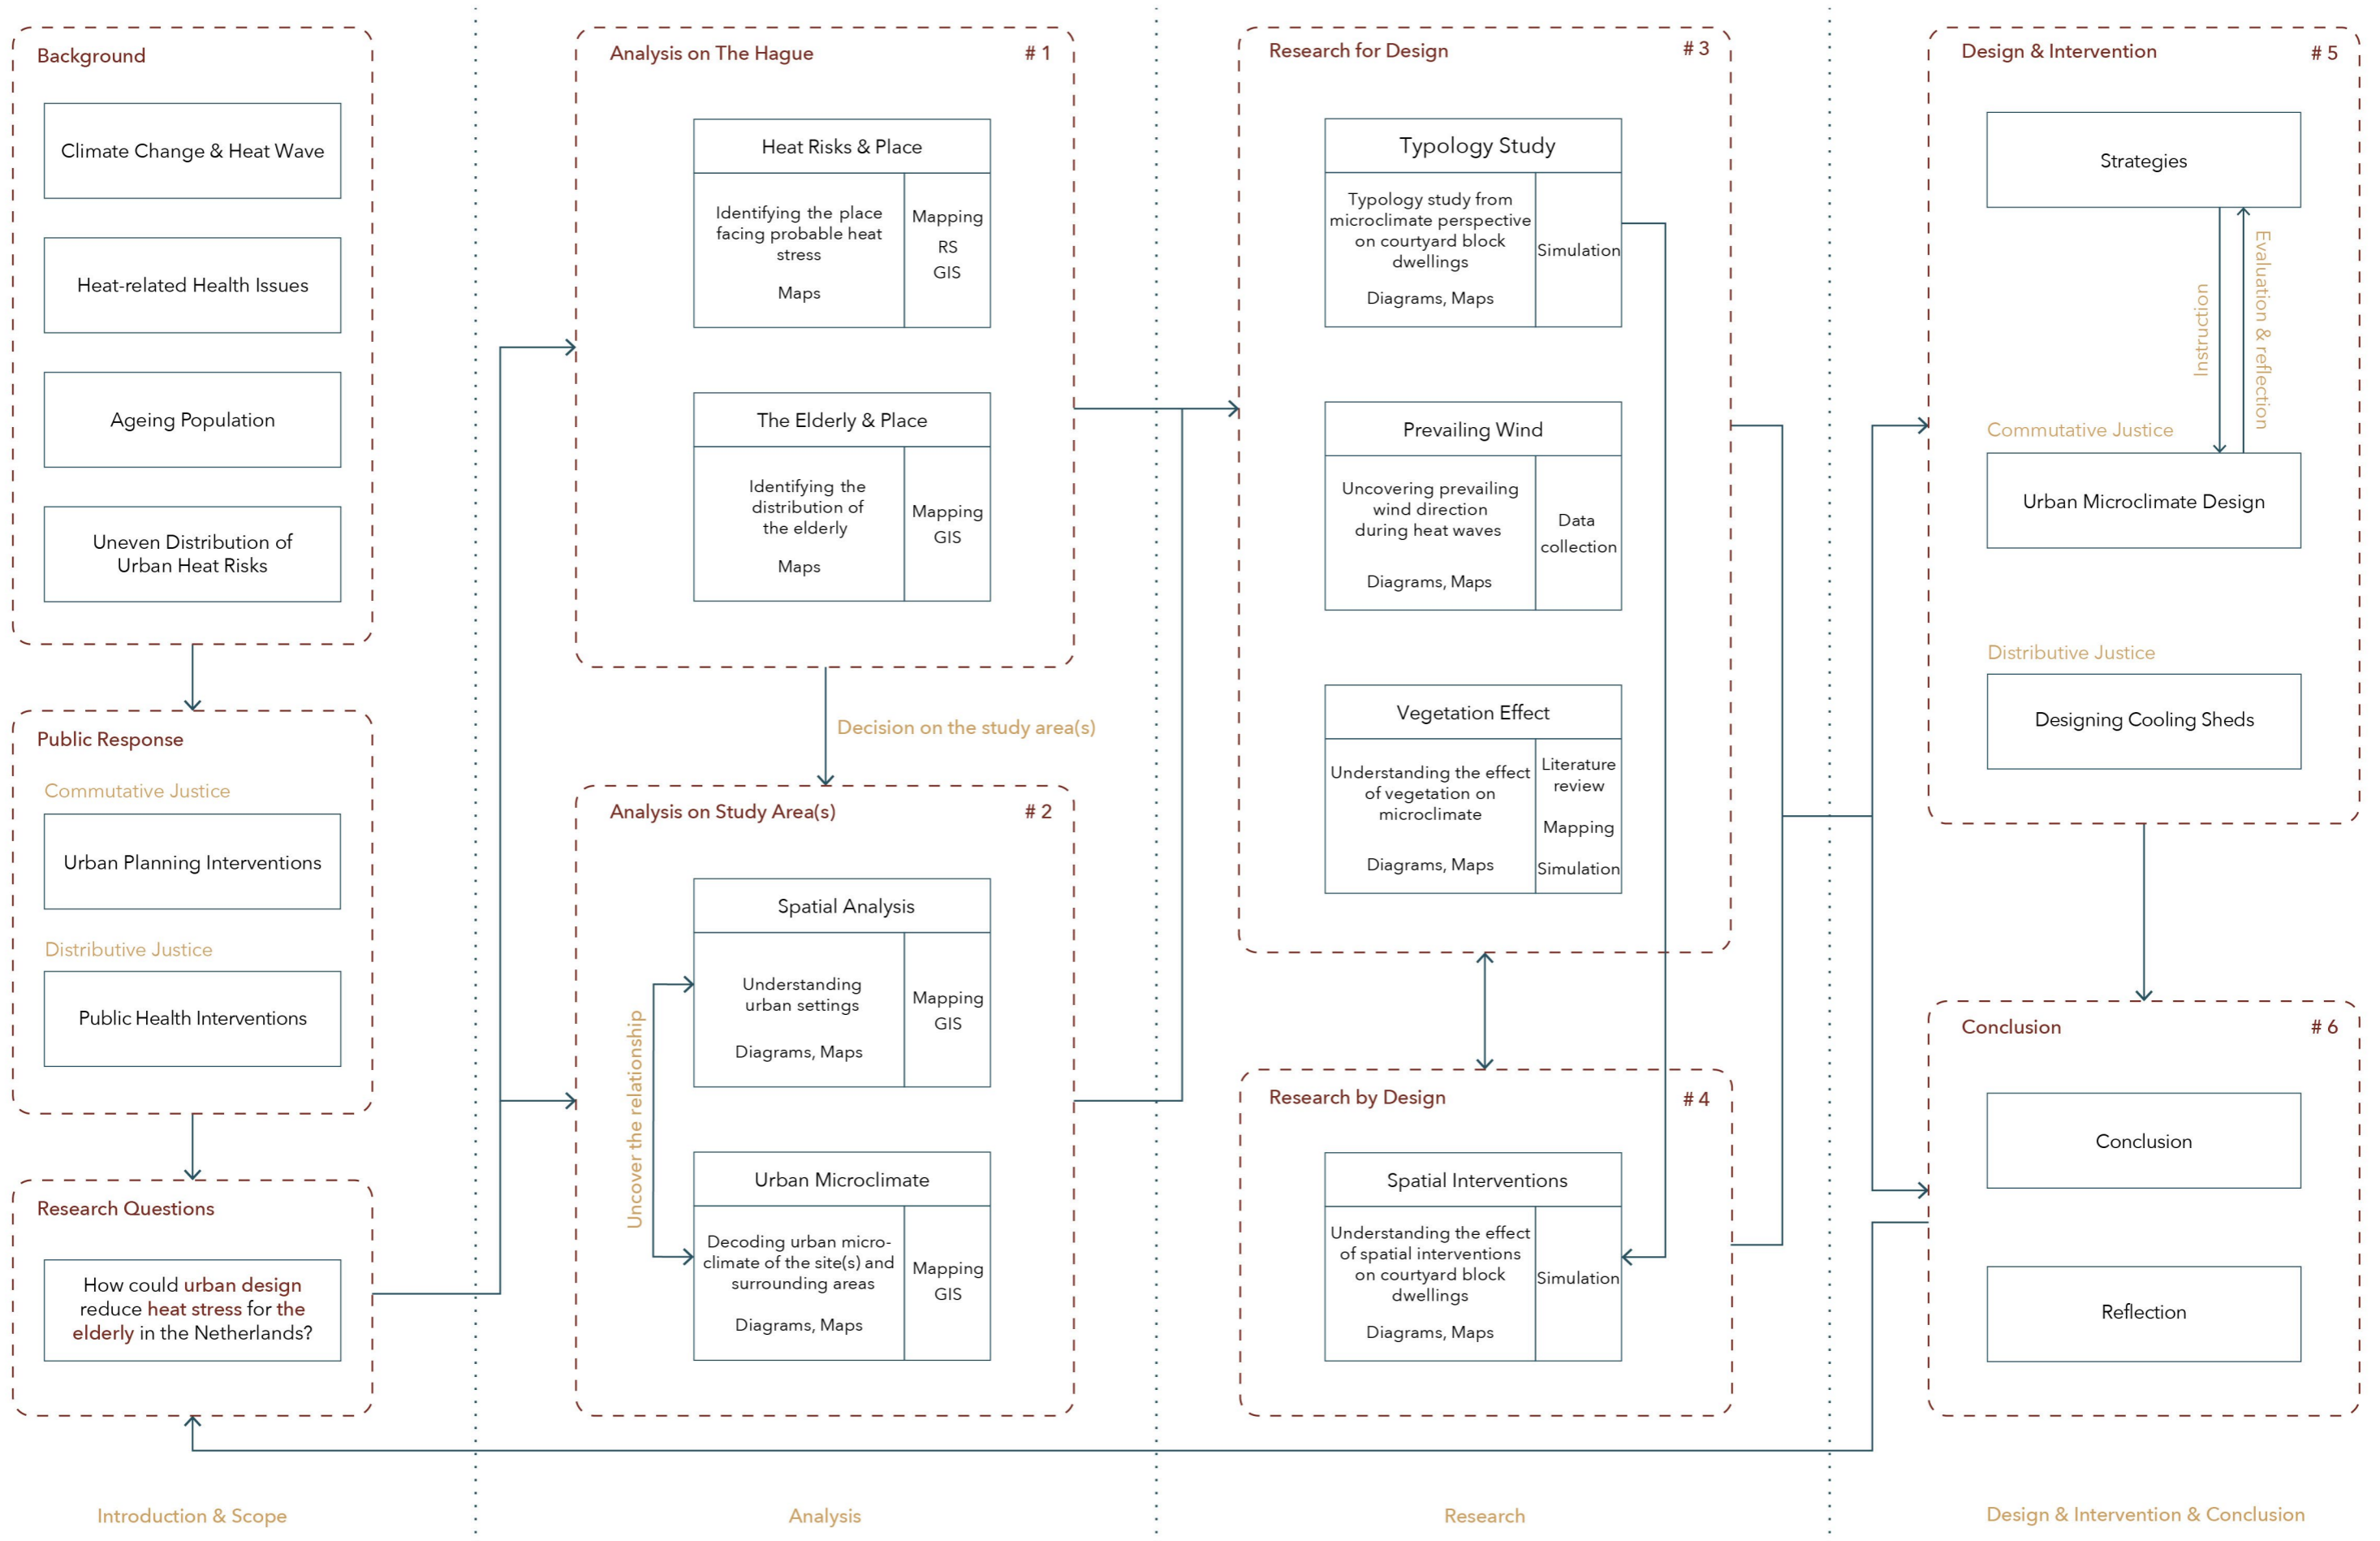 Background
Climate Change & Heat Wave
Heat-related Health Issues
Ageing Population
Uneven Distribution of
Urban Heat Risks
Public Response
Commutative Justice
Urban Planning Interventions
Distributive Justice
Public Health Interventions
Research Questions
How could urban design
reduce heat stress for the
elderly in the Netherlands?
Introduction & Scope
Analysis on The Hague
# 1
Heat Risks & Place
Identifying the place
facing probable heat
stress
Maps
Mapping
RS
GIS
The Elderly & Place
Identifying the
distribution of
the elderly
Maps
Mapping
GIS
Decision on the study area(s)
Analysis on Study Area(s)
# 2
Spatial Analysis
Understanding
urban settings
Diagrams, Maps
Mapping
GIS
Uncover the relationship
Urban Microclimate
Decoding urban micro-
climate of the site(s) and
surrounding areas
Diagrams, Maps
Mapping
GIS
Analysis
Research for Design
# 3
Typology Study
Typology study from
microclimate perspective
on courtyard block
dwellings
Diagrams, Maps
Simulation
Prevailing Wind
Uncovering prevailing
wind direction
during heat waves
Diagrams, Maps
Data
collection
Vegetation Effect
Understanding the effect
of vegetation on
microclimate
Diagrams, Maps
Literature
review
Mapping
Simulation
Research by Design
# 4
Spatial Interventions
Understanding the effect
of spatial interventions
on courtyard block
dwellings
Diagrams, Maps
Simulation
Research
Design & Intervention
# 5
Strategies
Instruction
Evaluation & reflection
Commutative Justice
Urban Microclimate Design
Distributive Justice
Designing Cooling Sheds
Conclusion
# 6
Conclusion
Reflection
Design & Intervention & Conclusion